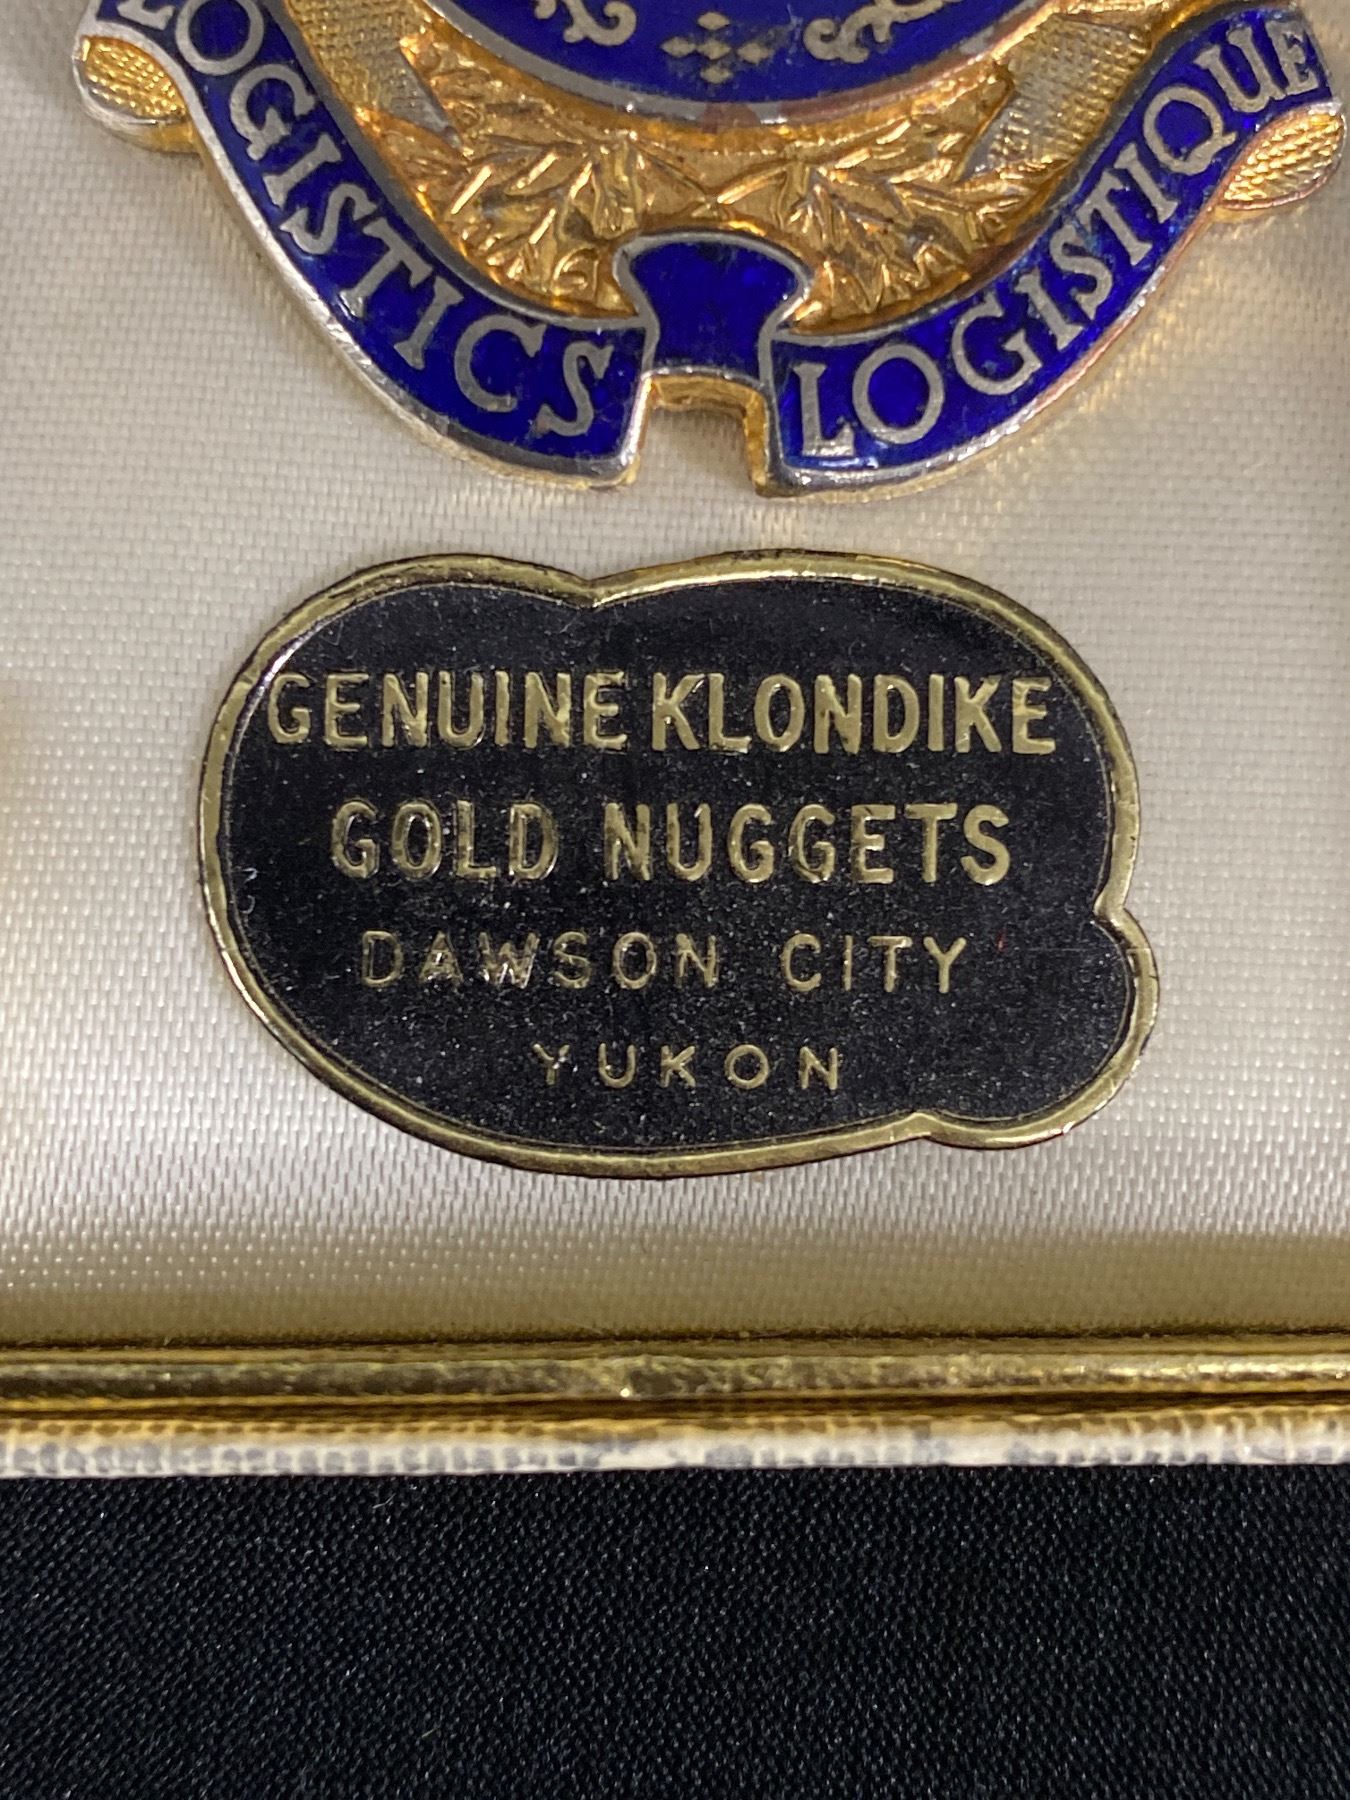 LOGISTICS LOGISTIQUE
GENUINE KLONDIKE
GOLD NUGGETS
DAWSON CITY
YUKON